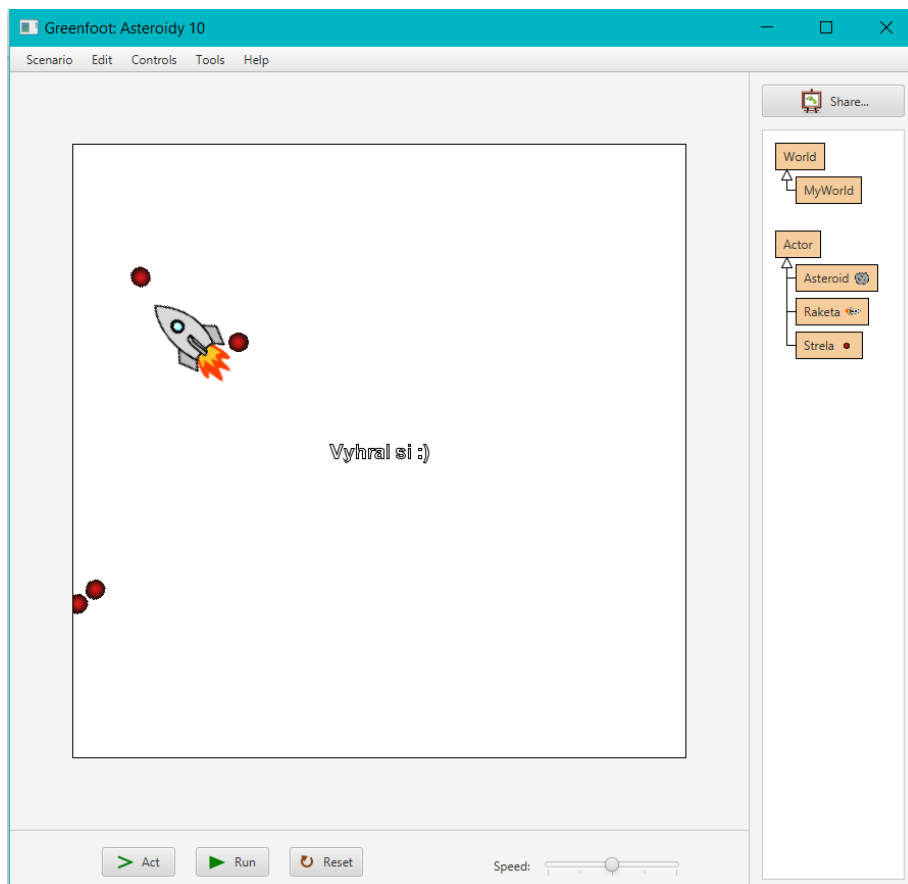 Greenfoot: Asteroidy 10
Scenario Edit Controls Tools Help
Share...
World
MyWorld
Actor
Asteroid
Raketa
Strela
Vyhral si :)
Act
Run
Reset
Speed: